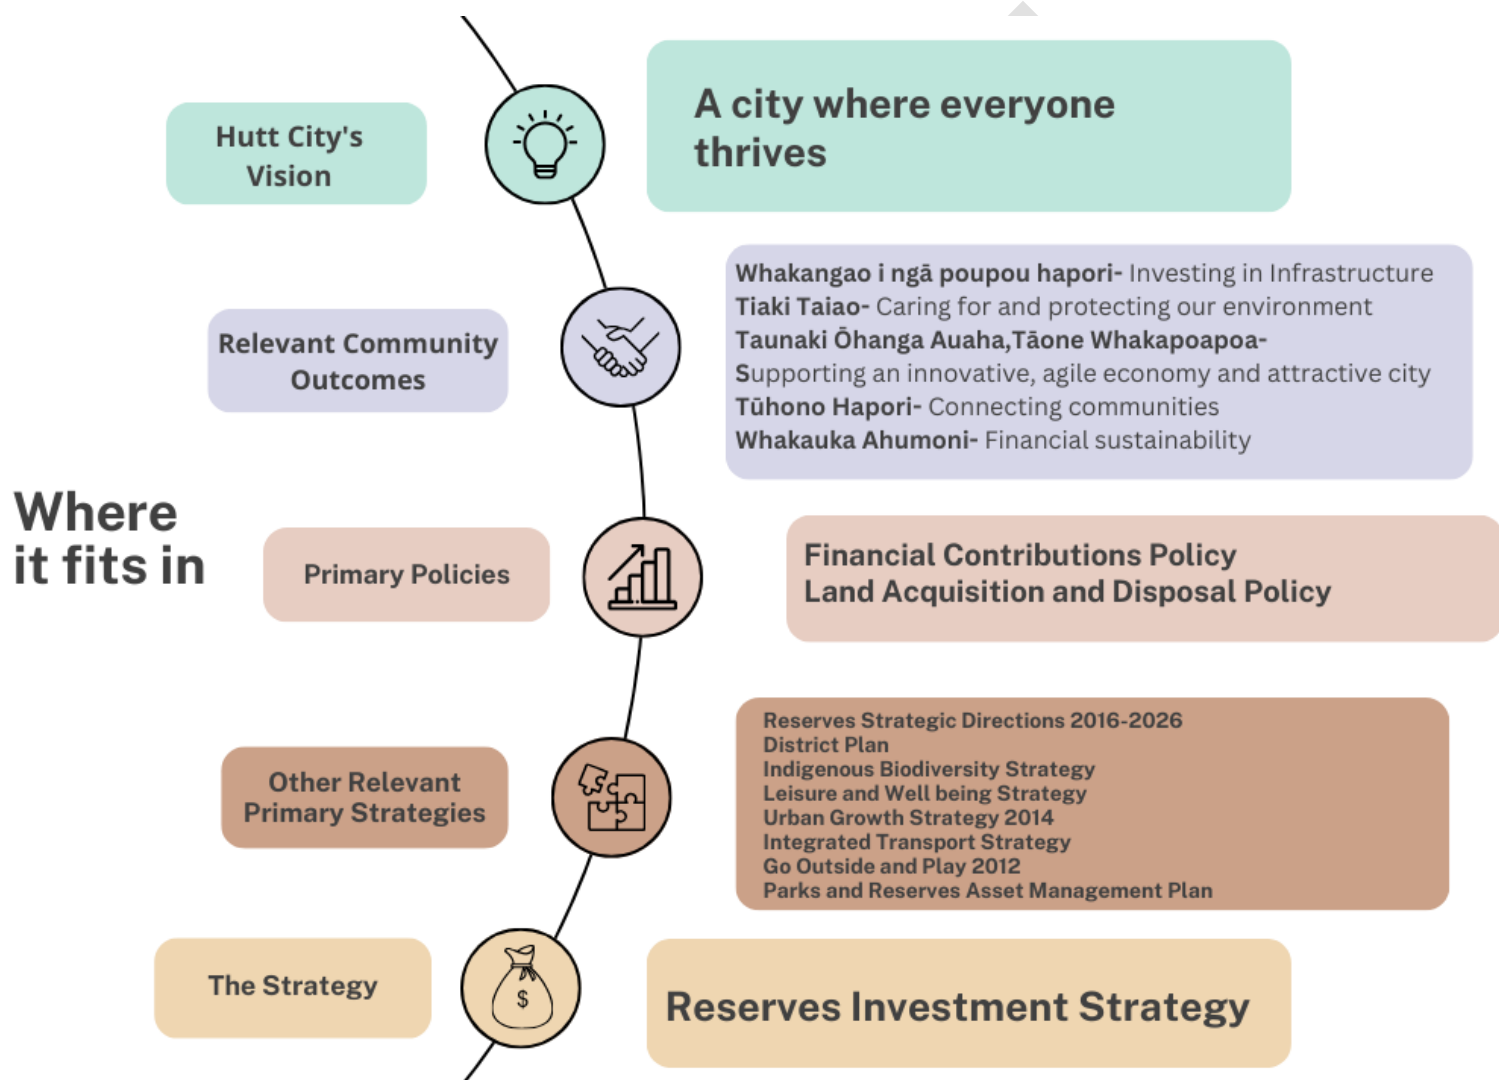 Where
it fits in
Hutt City's
Vision
A city where everyone
thrives
Relevant Community
Outcomes
Whakangao i ngā poupou hapori- Investing in Infrastructure
Tiaki Taiao- Caring for and protecting our environment
Taunaki Ōhanga Auaha,Tāone Whakapoapoa-
Supporting an innovative, agile economy and attractive city
Tūhono Hapori- Connecting communities
Whakauka Ahumoni- Financial sustainability
Primary Policies
Financial Contributions Policy
Land Acquisition and Disposal Policy
Other Relevant
Primary Strategies
Reserves Strategic Directions 2016-2026
District Plan
Indigenous Biodiversity Strategy
Leisure and Well being Strategy
Urban Growth Strategy 2014
Integrated Transport Strategy
Go Outside and Play 2012
Parks and Reserves Asset Management Plan
The Strategy
$
Reserves Investment Strategy